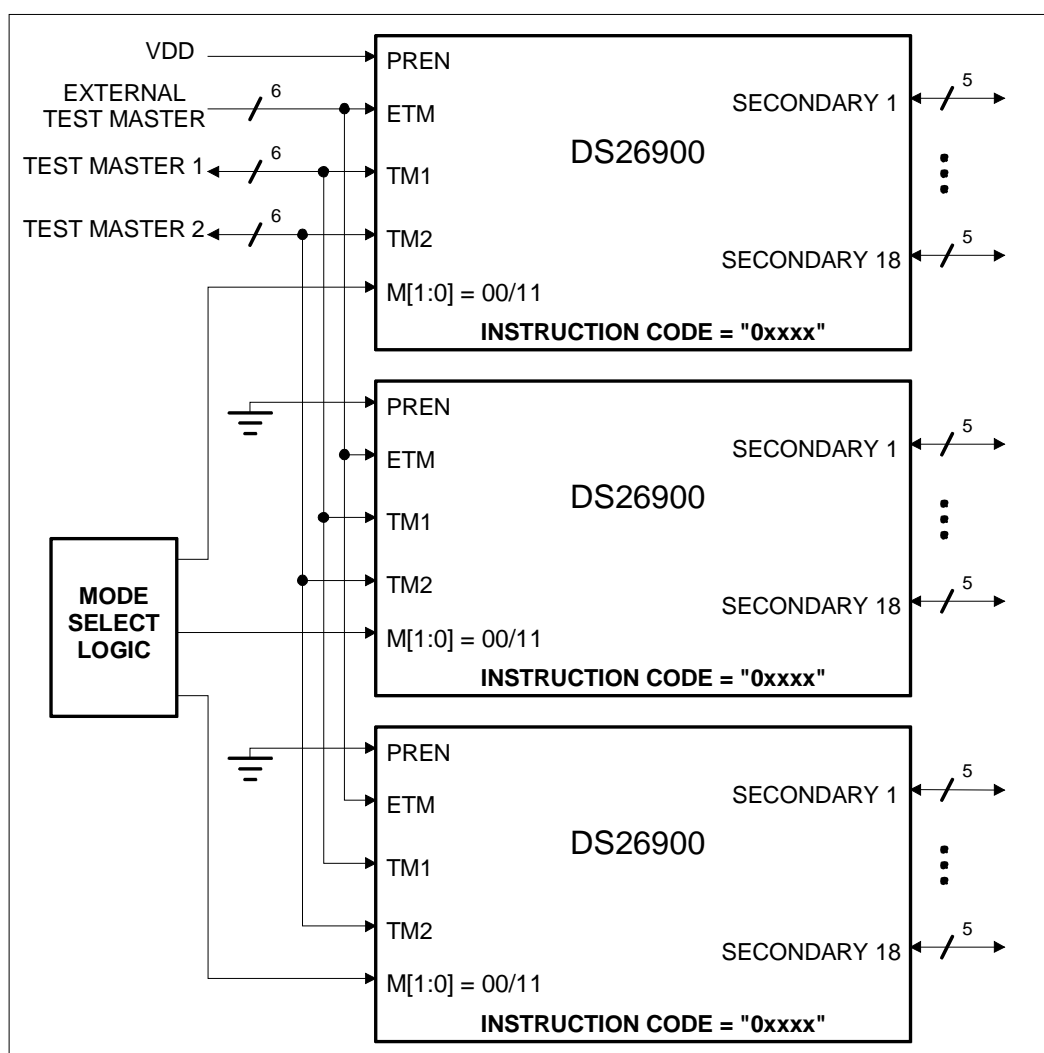 VDD
6
EXTERNAL
TEST MASTER
6
TEST MASTER 1
6
TEST MASTER 2
PREN
ETM
TM1
TM2
M[1:0] = 00/11
DS26900
SECONDARY 1
5
SECONDARY 18
5
INSTRUCTION CODE = "0xxxx"
PREN
ETM
TM1
TM2
M[1:0] = 00/11
DS26900
SECONDARY 1
5
SECONDARY 18
5
INSTRUCTION CODE = "0xxxx"
MODE
SELECT
LOGIC
PREN
ETM
TM1
TM2
M[1:0] = 00/11
DS26900
SECONDARY 1
5
SECONDARY 18
5
INSTRUCTION CODE = "0xxxx"